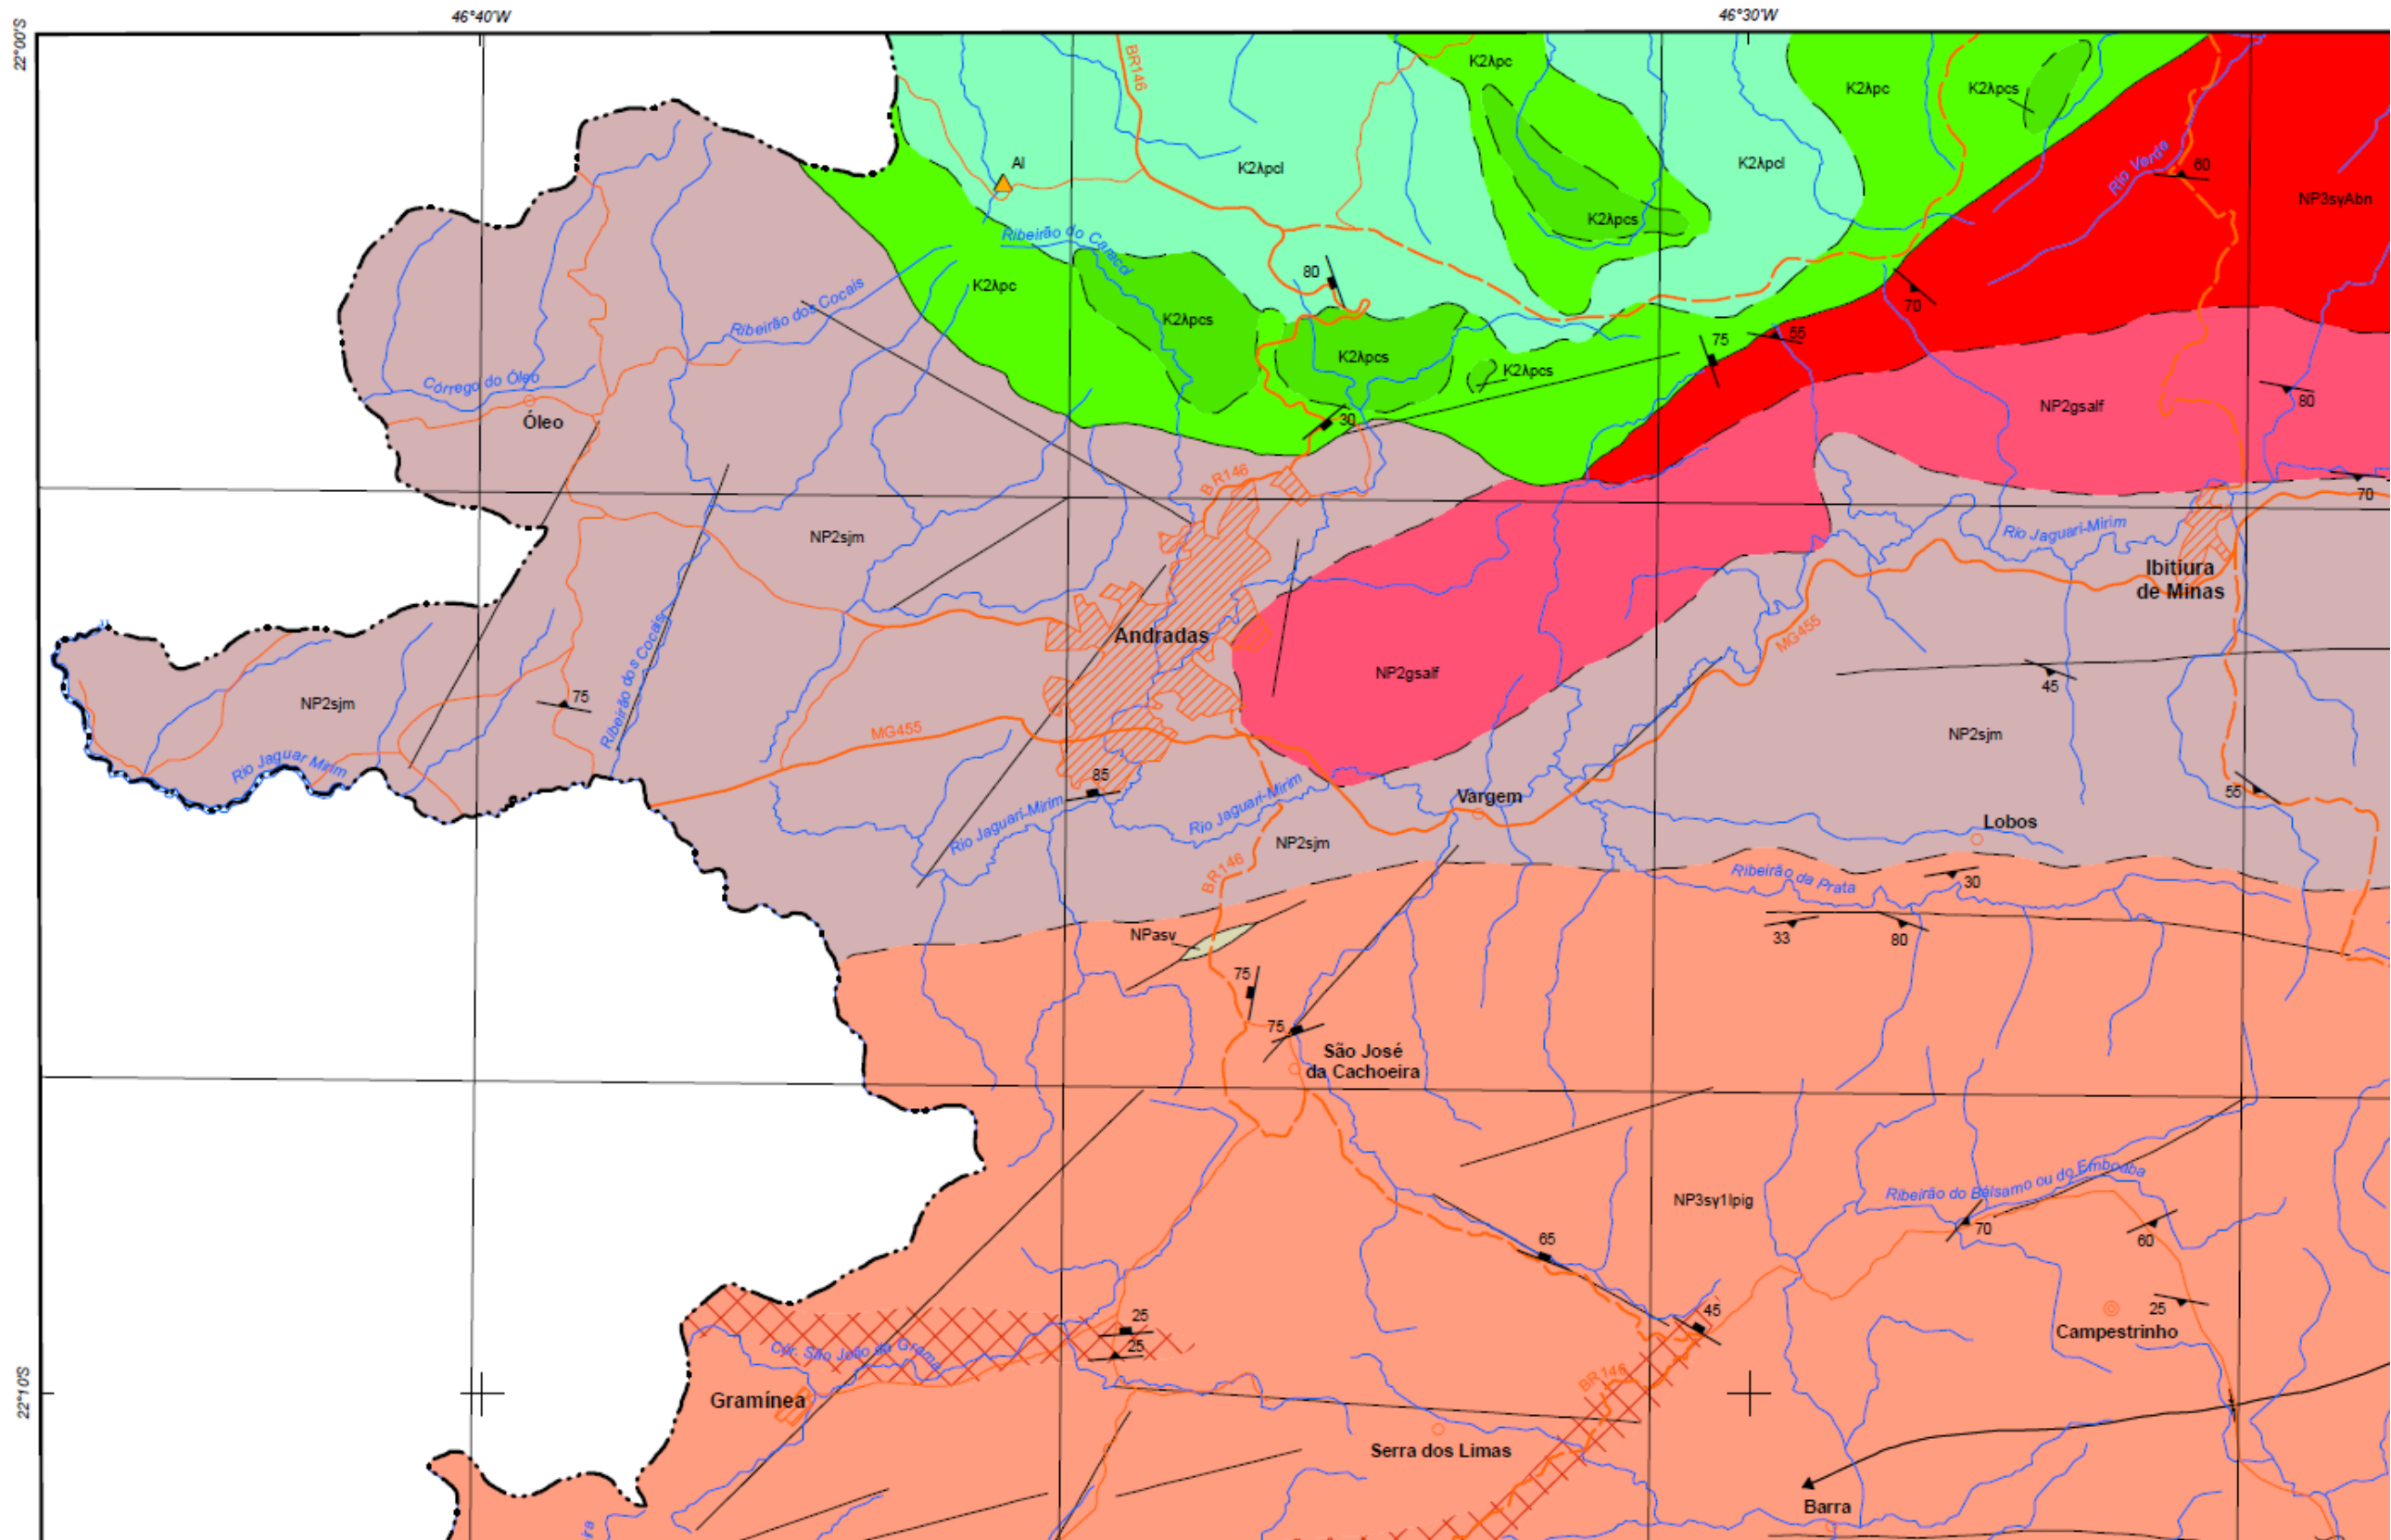 46°40'W
46°30'W
22°00'S
BR146
K2λpc
K2λpc
K2λpcs
Al
K2λpcl
K2λpcl
Rio Verde
60
NP3sγAbn
K2λpcs
Ribeirão do Caracol
80
K2λpc
Ribeirão dos Cocais
70
K2λpcs
75
55
K2λpcs
K2λpcs
Córrego do Óleo
80
NP2gsalf
Óleo
30
BR146
70
NP2sjm
Rio Jaguari-Mirim
Ibitiura
de Minas
Andradas
MG455
Ribeirão dos Cocais
NP2gsalf
45
75
NP2sjm
MG455
NP2sjm
Rio Jaguar Mirim
85
55
Vargem
Rio Jaguari-Mirim
Rio Jaguari-Mirim
Lobos
NP2sjm
BR146
Ribeirão da Prata
30
NPasv
33
80
75
75
São José
da Cachoeira
Ribeirão do Bálsamo ou do Emboaba
NP3sγ1Ipig
70
60
65
25
45
25
25
Campestrinho
Cór. São João da Grama
22°10'S
Gramínea
BR146
Serra dos Limas
Barra
ira